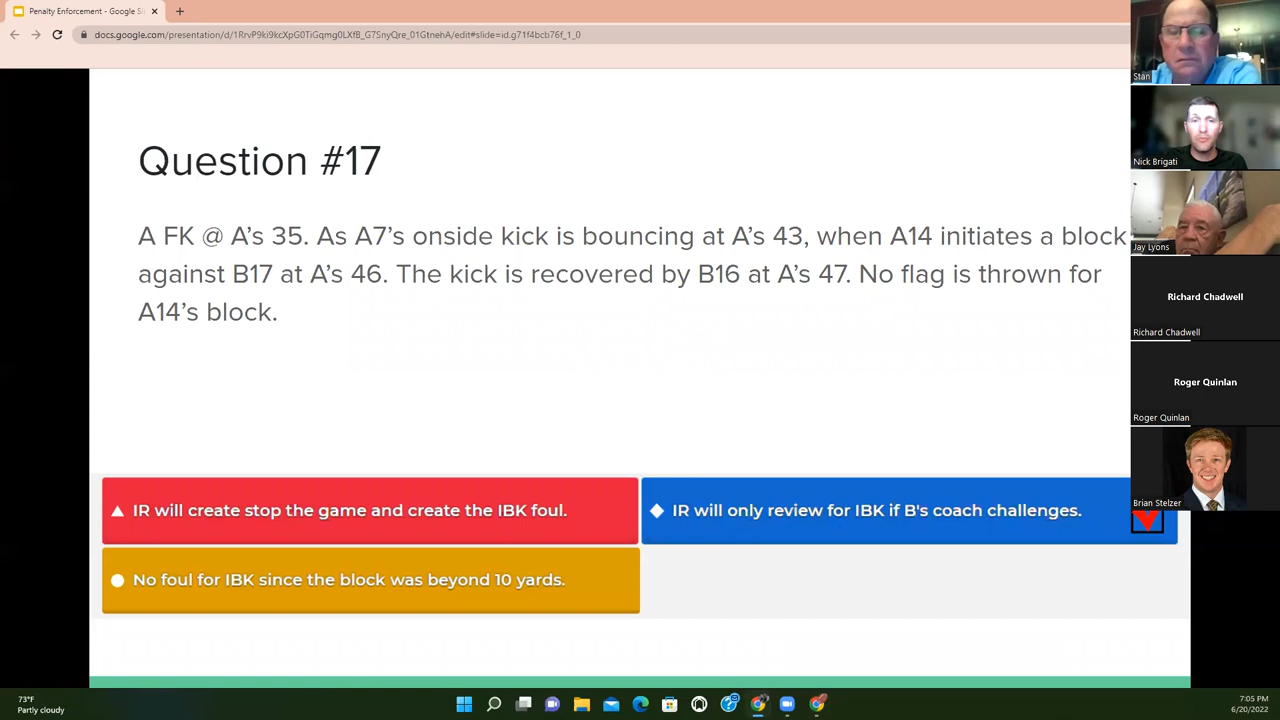 Penalty Enforcement - Google Sli
docs.google.com/presentation/d/1RrvP9ki9kcXpG0TiGqmg0LXfB_G7SnyQre_01GtnehA/edit#slide=id.g71f4bcb76f_1_0
Question #17
A FK @ A's 35. As A7's onside kick is bouncing at A's 43, when A14 initiates a block
against B17 at A's 46. The kick is recovered by B16 at A's 47. No flag is thrown for
A14's block.
IR will create stop the game and create the IBK foul.
IR will only review for IBK if B's coach challenges.
No foul for IBK since the block was beyond 10 yards.
Stan
Nick Brigati
Jay Lyons
Richard Chadwell
Richard Chadwell
Roger Quinlan
Roger Quinlan
Brian Stelzer
73°F
Partly cloudy
7:05 PM
6/20/2022